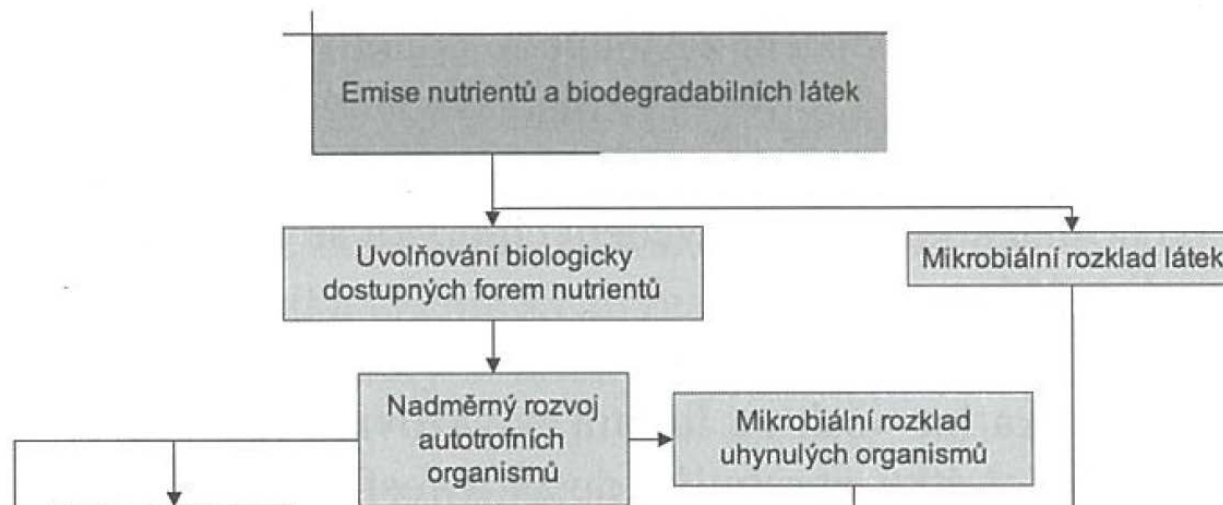 Emise nutrientů a biodegradabilních látek
Uvolňování biologicky
dostupných forem nutrientů
Mikrobiální rozklad látek
Nadměrný rozvoj
autotrofních
organismů
Mikrobiální rozklad
uhynulých organismů